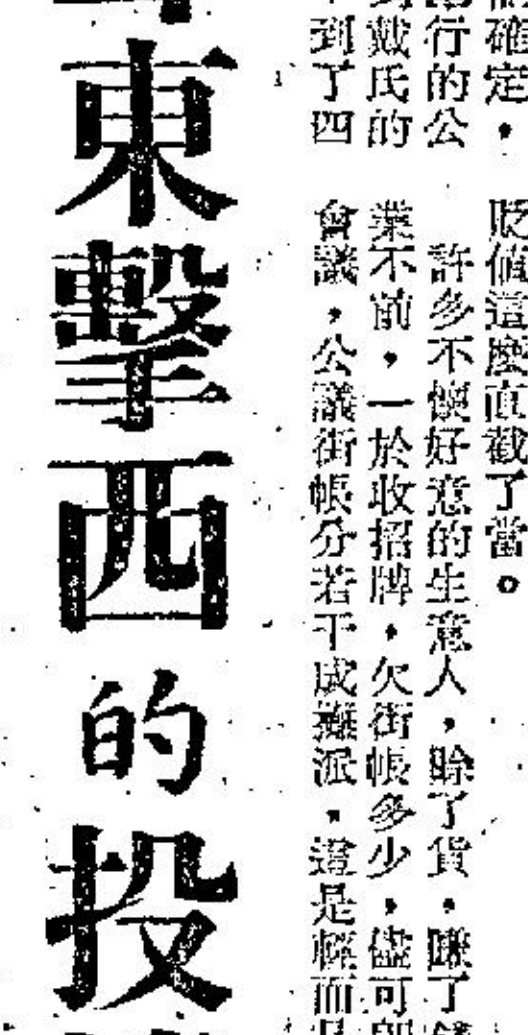 確定，
行的公
戴氏的
到了四
貶值這麼直截了當。
許多不懷好意的生意人，賒了貨，賺了
業不前，一於收招牌，欠街帳多少，儘可
會議，公議街帳分若干成攤派，這是輕而
東擊西的投